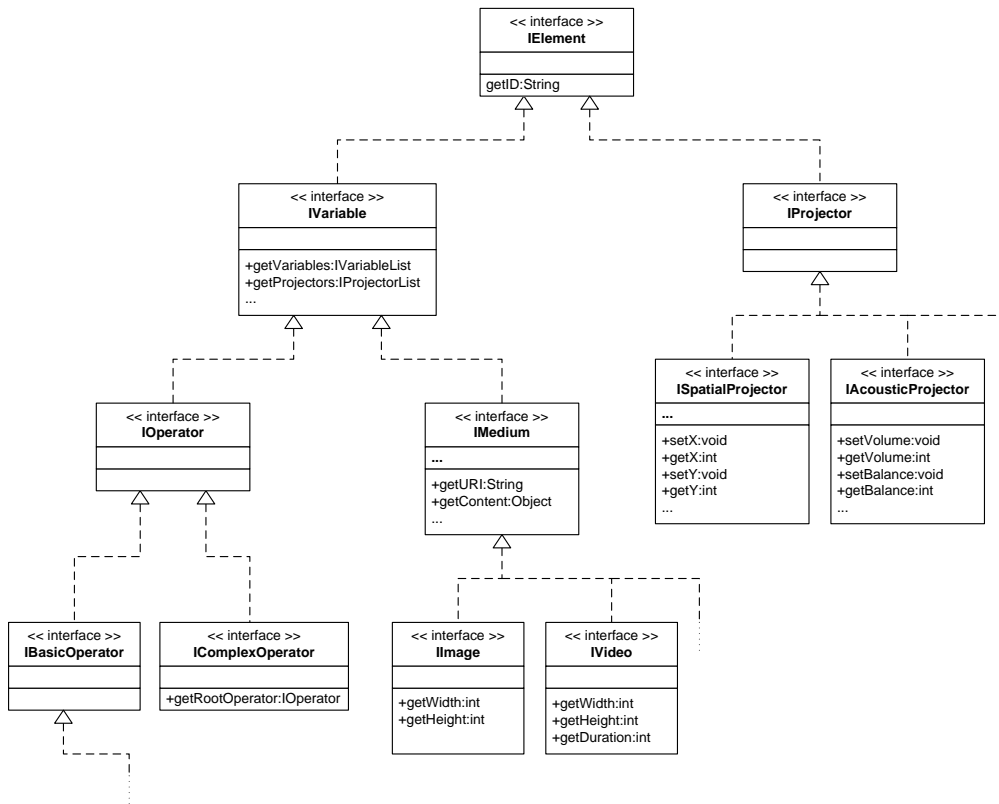 << interface >>
IElement
getID:String
<< interface >>
IVariable
+getVariables:IVariableList
+getProjectors:IProjectorList
...
<< interface >>
IProjector
<< interface >>
IOperator
<< interface >>
IMedium
...
+getURI:String
+getContent:Object
...
<< interface >>
ISpatialProjector
...
+setX:void
+getX:int
+setY:void
+getY:int
...
<< interface >>
IAcousticProjector
+setVolume:void
+getVolume:int
+setBalance:void
+getBalance:int
...
<< interface >>
IBasicOperator
<< interface >>
IComplexOperator
+getRootOperator:IOperator
<< interface >>
IImage
+getWidth:int
+getHeight:int
<< interface >>
IVideo
+getWidth:int
+getHeight:int
+getDuration:int